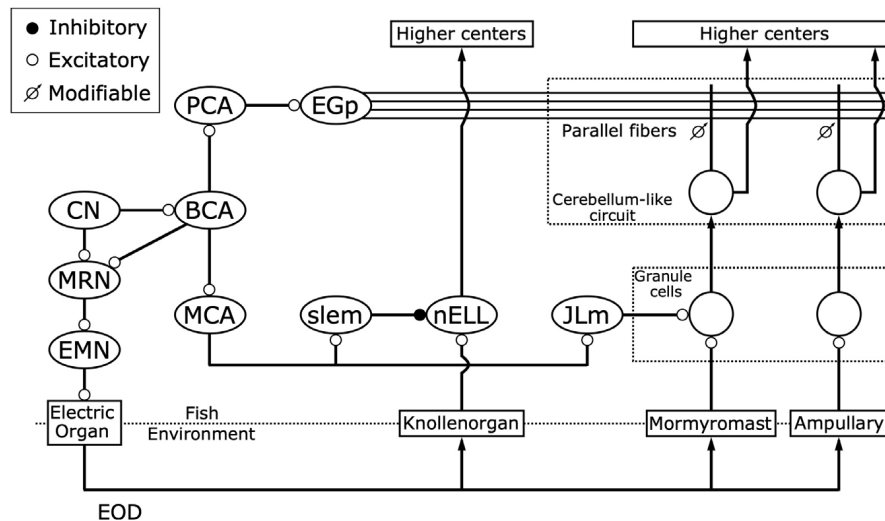 Inhibitory
Excitatory
Modifiable
Higher centers
Higher centers
PCA
EGp
Parallel fibers
CN
BCA
Cerebellum-like
circuit
MRN
Granule
cells
MCA
slem
nELL
JLm
EMN
Electric
Organ
Fish
Environment
Knollenorgan
Mormyromast
Ampullary
EOD